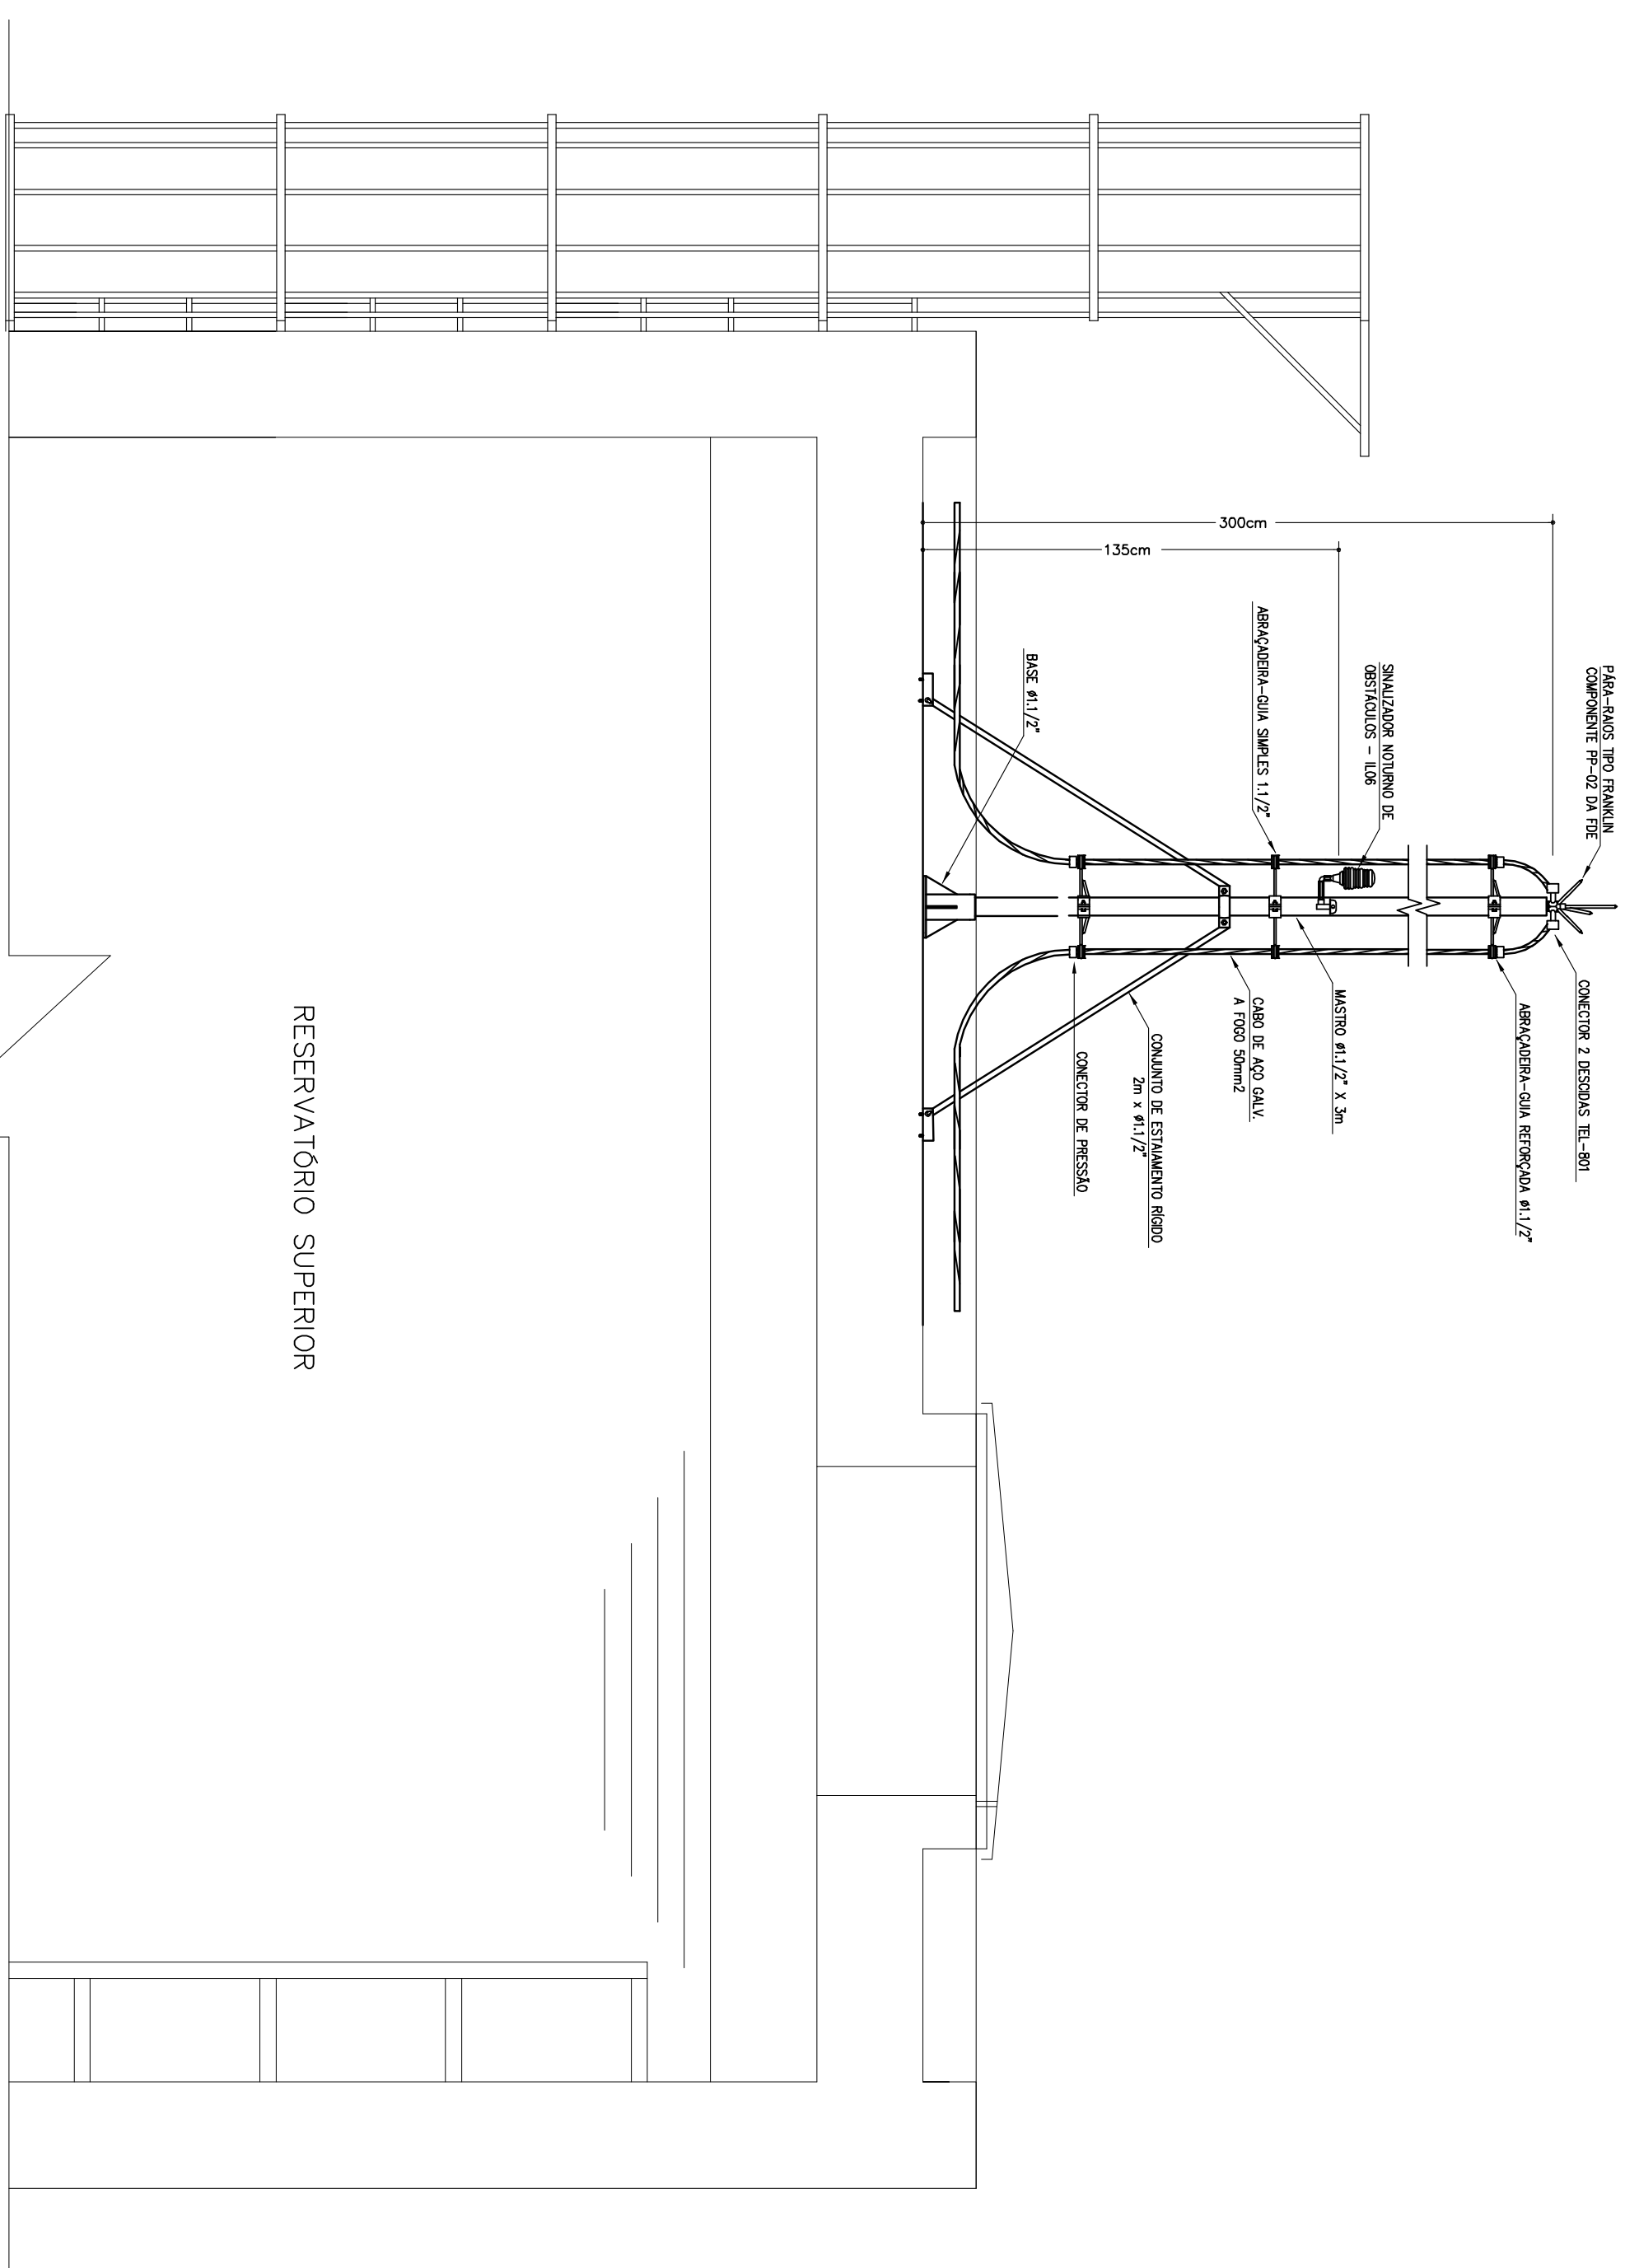 PÁRA-RAIOS TIPO FRANKLIN
COMPONENTE PP-02 DA FDE
CONECTOR 2 DESCIDAS TEL-801
ABRAÇADEIRA-GUIA REFORÇADA ø1.1/2"
SINALIZADOR NOTURNO DE
OBSTÁCULOS - IL06
MASTRO ø1.1/2" X 3m
ABRAÇADEIRA-GUIA SIMPLES 1.1/2"
CABO DE AÇO GALV.
A FOGO 50mm2
300cm
135cm
CONJUNTO DE ESTAIAMENTO RÍGIDO
2m x ø1.1/2"
CONECTOR DE PRESSÃO
BASE ø1.1/2"
RESERVATÓRIO SUPERIOR